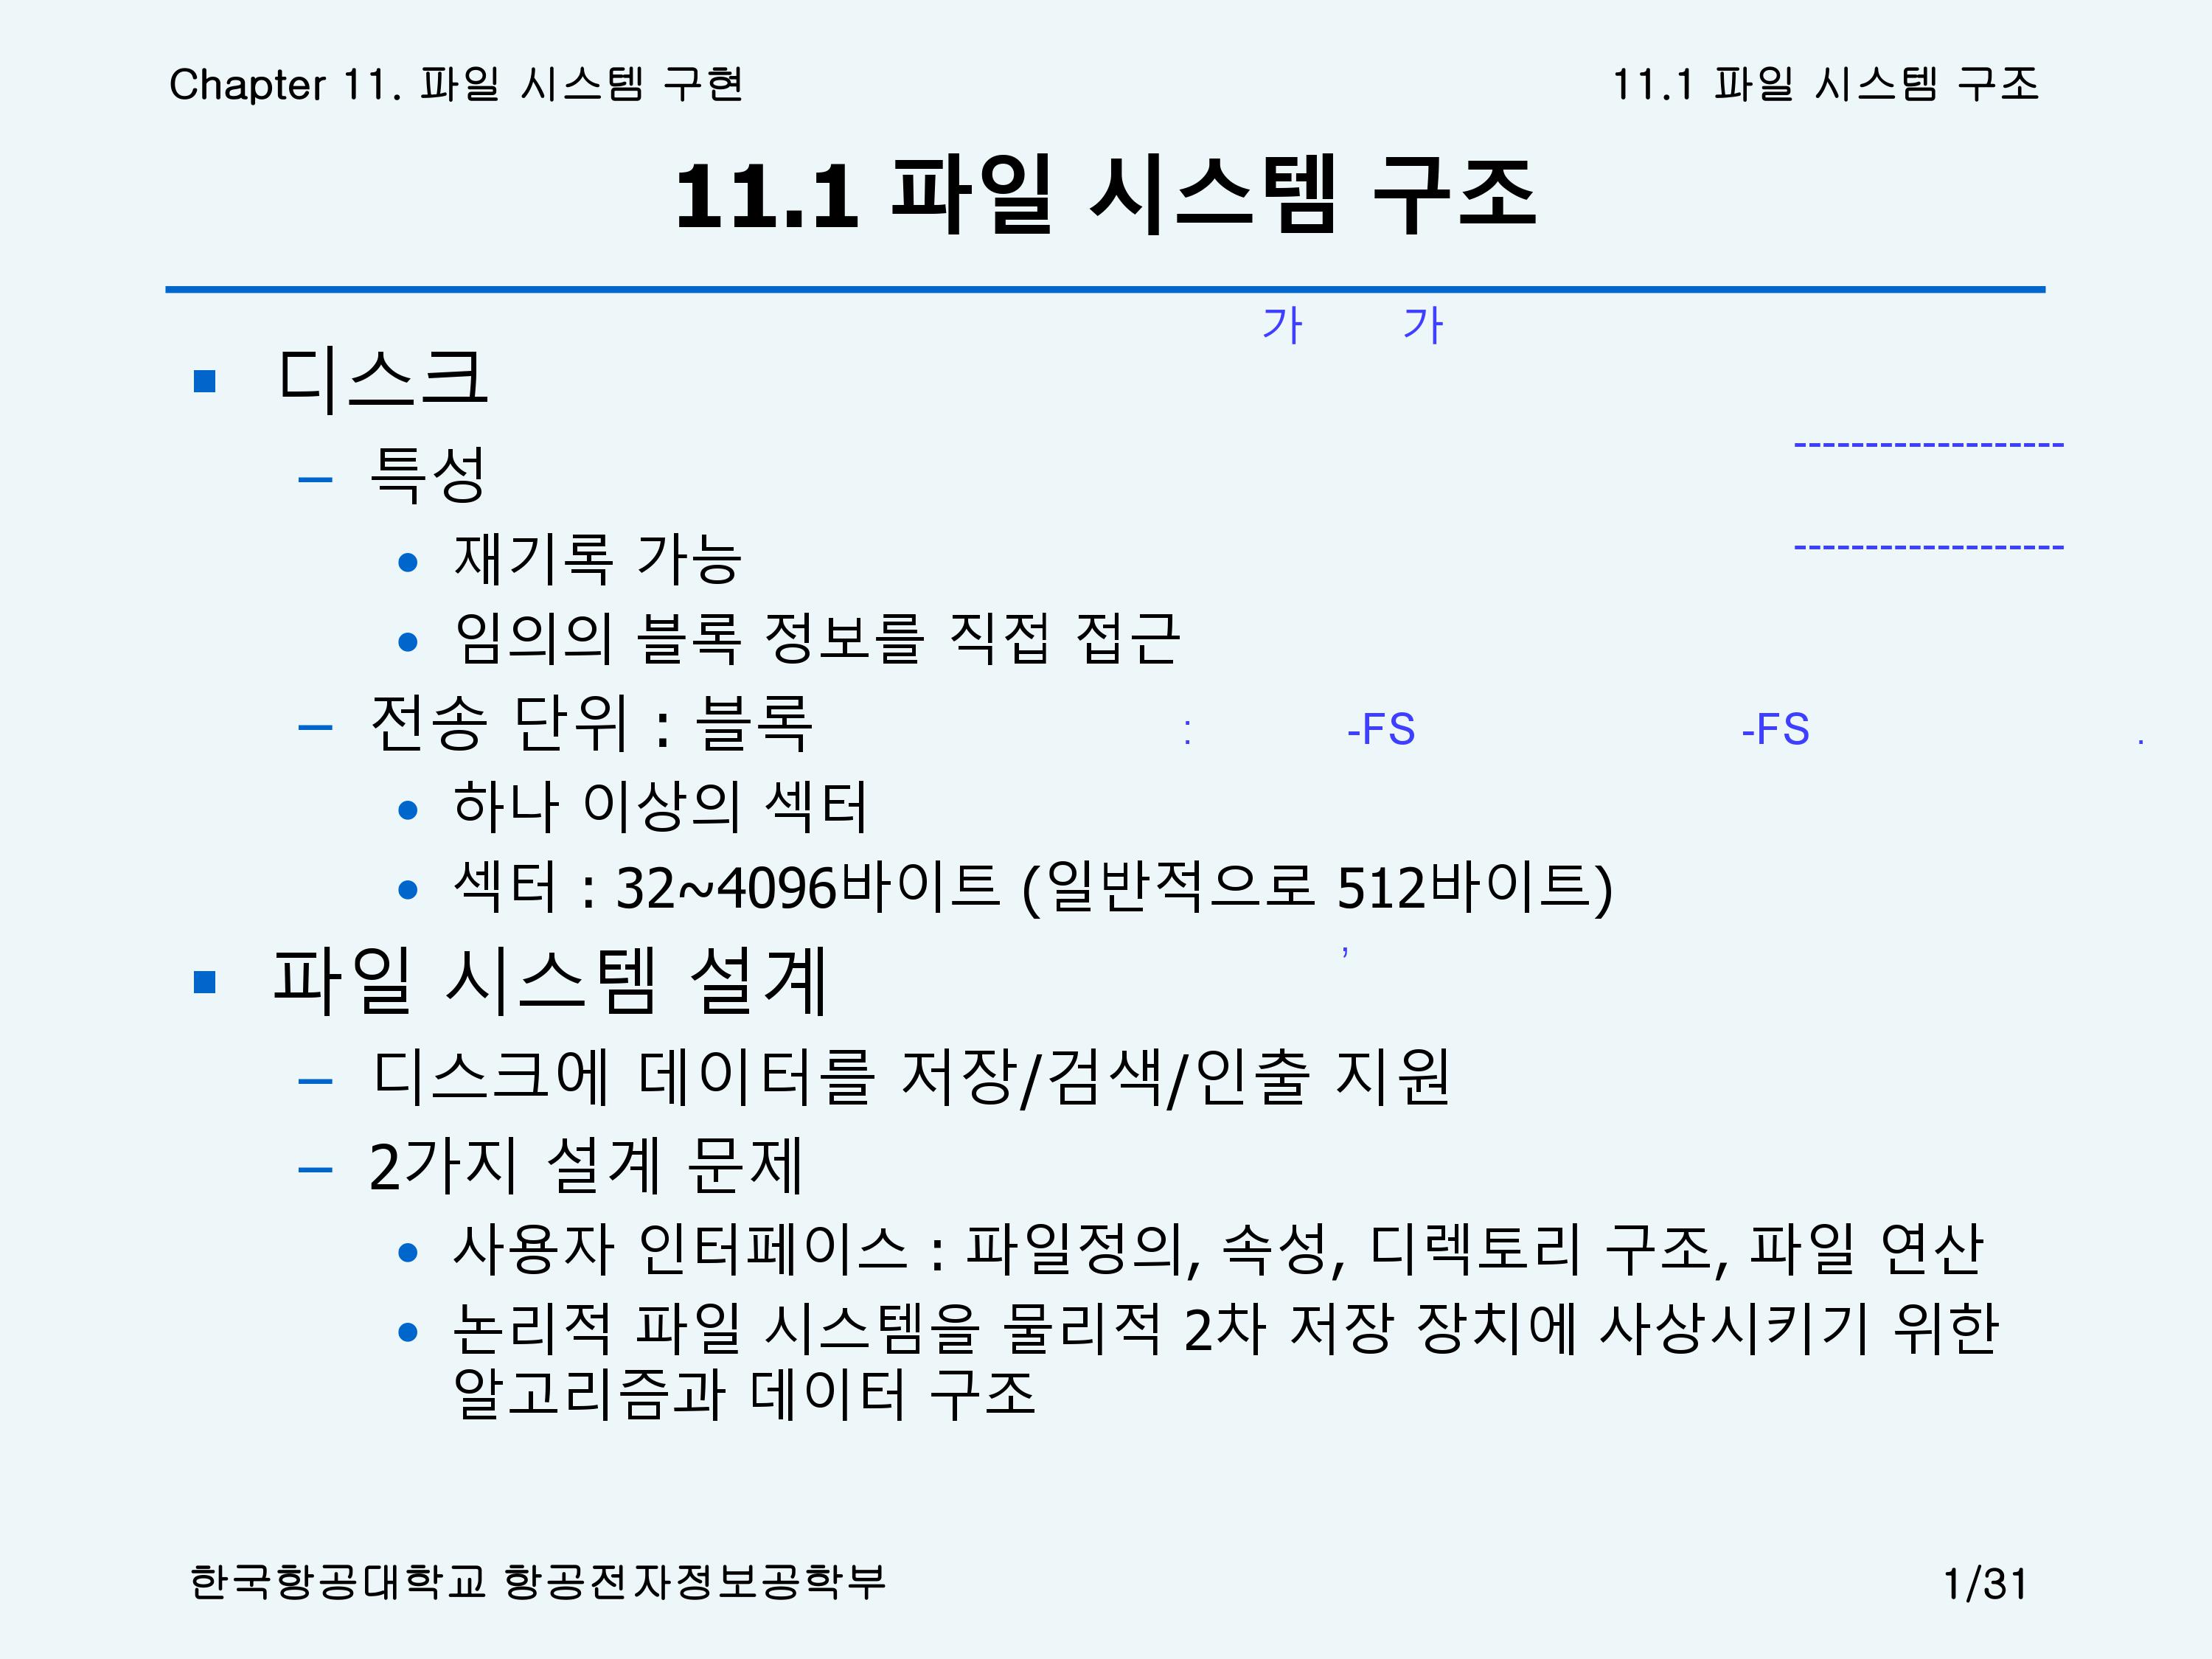 Chapter 11. 파일 시스템 구현
11.1 파일 시스템 구조
11.1 파일 시스템 구조
가 가
디스크
--------------------
– 특성
• 재기록 가능
--------------------
• 임의의 블록 정보를 직접 접근
– 전송 단위 : 블록
: -FS -FS .
• 하나 이상의 섹터
• 섹터 : 32~4096바이트 (일반적으로 512바이트)
,
파일 시스템 설계
– 디스크에 데이터를 저장/검색/인출 지원
– 2가지 설계 문제
• 사용자 인터페이스 : 파일정의, 속성, 디렉토리 구조, 파일 연산
• 논리적 파일 시스템을 물리적 2차 저장 장치에 사상시키기 위한
알고리즘과 데이터 구조
한국항공대학교 항공전자정보공학부
1/31